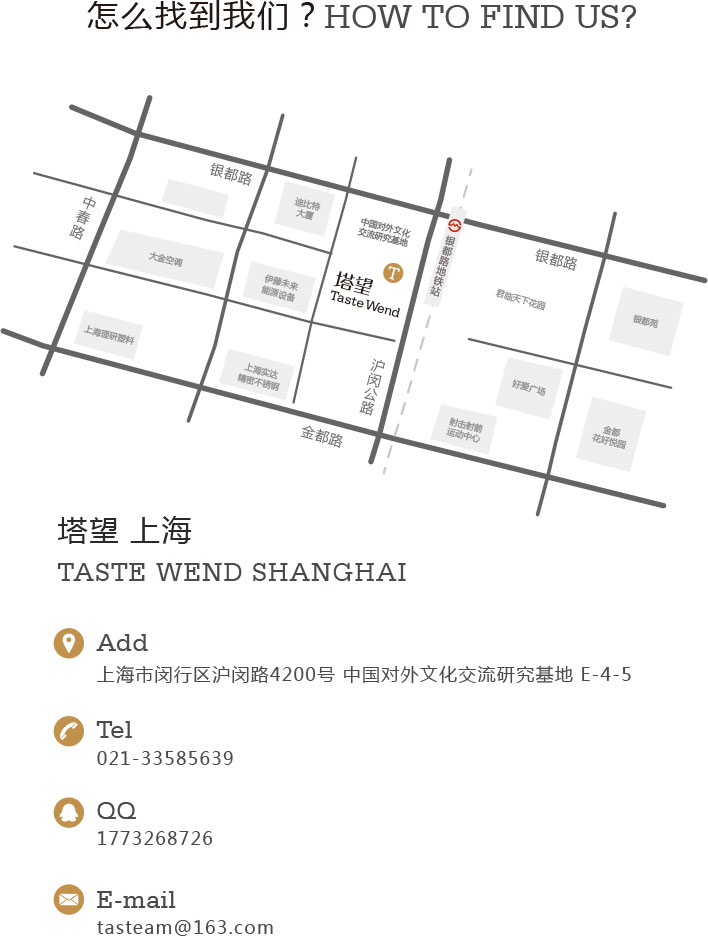 怎么找到我们？HOW TO FIND US?
银都路
中春路
迪比特
大厦
中国对外文化
交流研究基地
银都路地铁站
银都路
大金空调
伊藤未来
能源设备
T
塔望
Taste Wend
君临天下花园
银都苑
上海理研塑料
上海实达
精密不锈钢
沪闵公路
好爱广场
金都路
射击射箭
运动中心
金都
花好悦园
塔望 上海
TASTE WEND SHANGHAI
Add
上海市闵行区沪闵路4200号 中国对外文化交流研究基地 E-4-5
Tel
021-33585639
QQ
1773268726
E-mail
tasteam@163.com